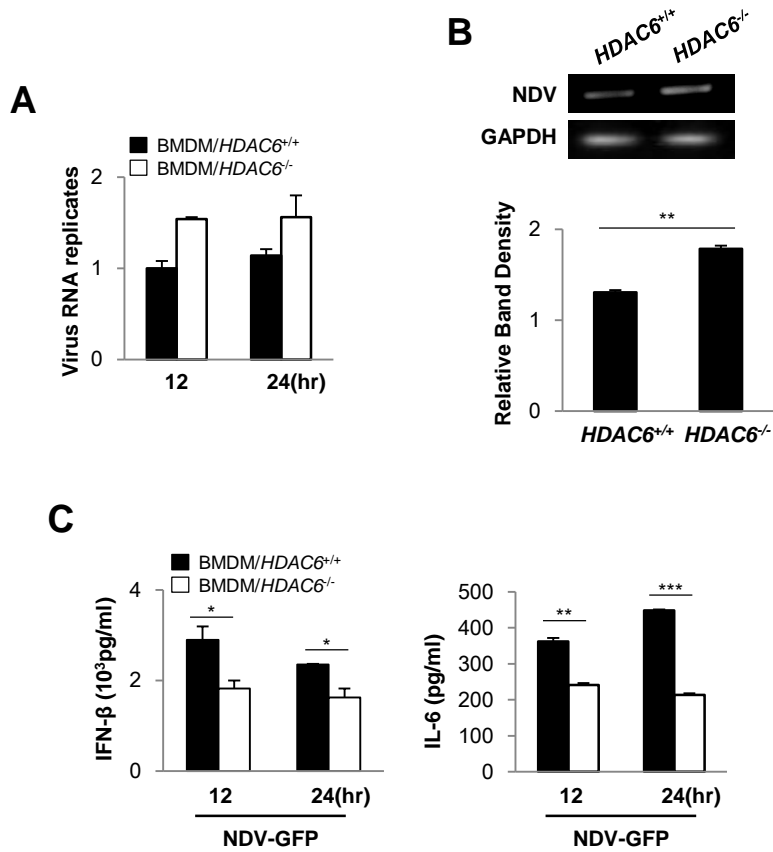 A
BMDM/HDAC6+/+
BMDM/HDAC6-/-
Virus RNA replicates
2
1
0
12
24(hr)
B
HDAC6+/+
HDAC6-/-
NDV
GAPDH
Relative Band Density
2
1
0
**
HDAC6+/+
HDAC6-/-
C
BMDM/HDAC6+/+
BMDM/HDAC6-/-
IFN-β (10³pg/ml)
4
2
0
*
*
12
24(hr)
NDV-GFP
IL-6 (pg/ml)
500
400
300
200
100
0
**
***
12
24(hr)
NDV-GFP